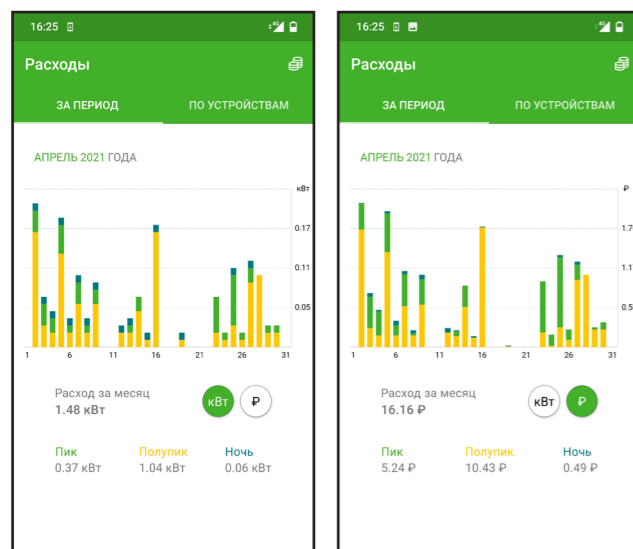 16:25
4G
Расходы
ЗА ПЕРИОД ПО УСТРОЙСТВАМ
АПРЕЛЬ 2021 ГОДА
кВт
0.17
0.11
0.05
1 6 11 16 21 26 31
Расход за месяц
1.48 кВт
кВт ₽
Пик Полупик Ночь
0.37 кВт 1.04 кВт 0.06 кВт
16:25
4G
Расходы
ЗА ПЕРИОД ПО УСТРОЙСТВАМ
АПРЕЛЬ 2021 ГОДА
₽
1 6 11 16 21 26 31
Расход за месяц
16.16 ₽
кВт ₽
Пик Полупик Ночь
5.24 ₽ 10.43 ₽ 0.49 ₽